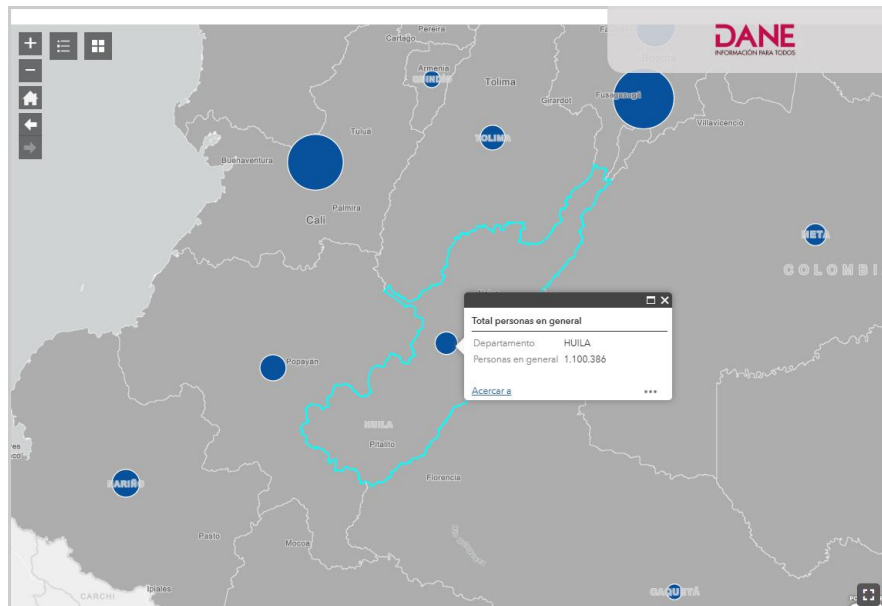 Pereira
Cartago
DANE
INFORMACIÓN PARA TODOS
Armenia
QUINDÍO
Tolima
Girardot
Fusagasugá
TOLIMA
Villavicencio
Tulua
Buenaventura
Palmira
Cali
META
COLOMBI
Total personas en general
Departamento HUILA
Personas en general 1.100.386
Acercar a
Popayan
HUILA
Pitalito
Florencia
NARIÑO
Pasto
Mocoa
CAQUETÁ
Ipiales
CARCHI